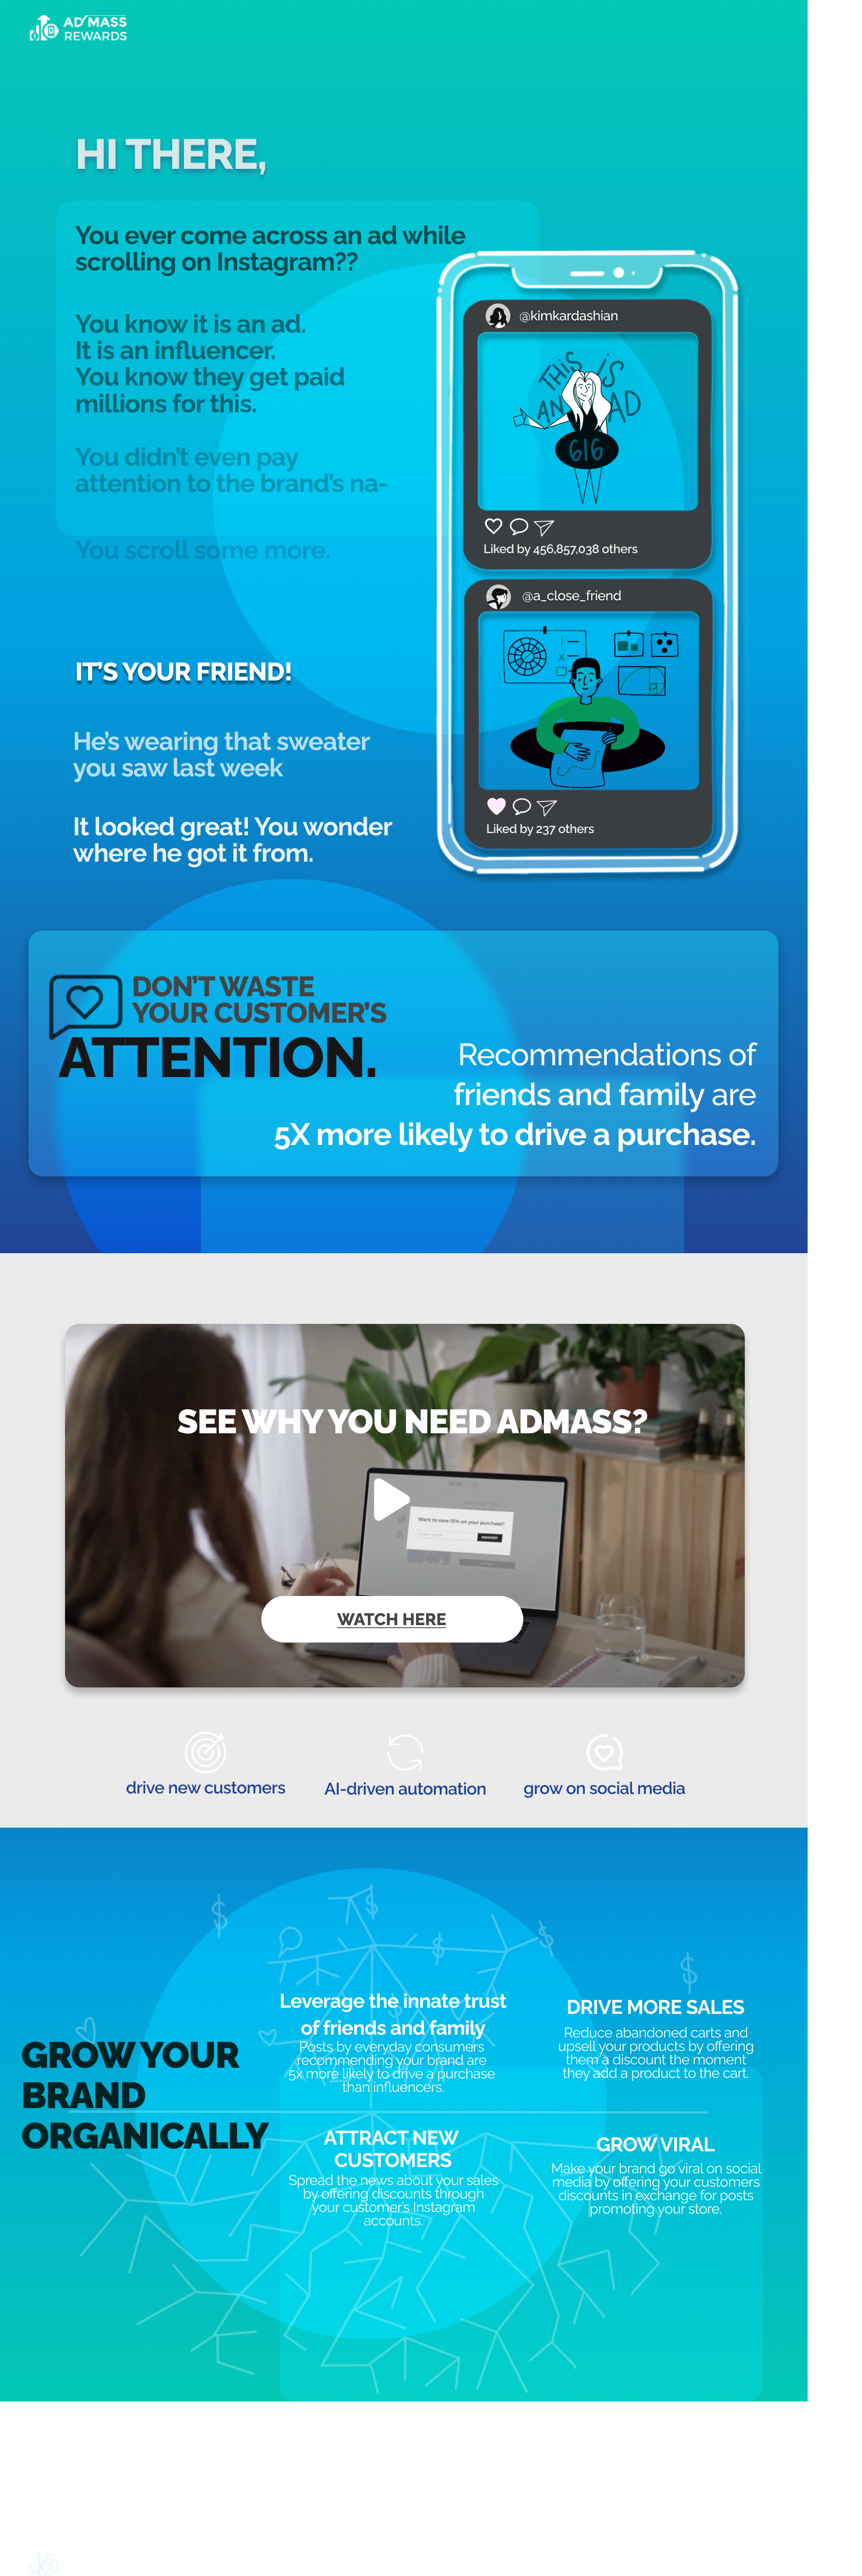 AD/MASS
REWARDS
HI THERE,
You ever come across an ad while
scrolling on Instagram??
You know it is an ad.
It is an influencer.
You know they get paid
millions for this.
You didn't even pay
attention to the brand's na-
You scroll some more.
IT'S YOUR FRIEND!
He's wearing that sweater
you saw last week
It looked great! You wonder
where he got it from.
@kimkardashian
THIS IS
AN AD
616
Liked by 456,857,038 others
@a_close_friend
Liked by 237 others
DON'T WASTE
YOUR CUSTOMER'S
ATTENTION.
Recommendations of
friends and family are
5X more likely to drive a purchase.
SEE WHY YOU NEED ADMASS?
Want to save 15% on your purchase?
PROCEED
WATCH HERE
drive new customers
AI-driven automation
grow on social media
GROW YOUR
BRAND
ORGANICALLY
Leverage the innate trust
of friends and family
Posts by everyday consumers
recommending your brand are
5x more likely to drive a purchase
than influencers.
DRIVE MORE SALES
Reduce abandoned carts and
upsell your products by offering
them a discount the moment
they add a product to the cart.
ATTRACT NEW
CUSTOMERS
Spread the news about your sales
by offering discounts through
your customer's Instagram
accounts.
GROW VIRAL
Make your brand go viral on social
media by offering your customers
discounts in exchange for posts
promoting your store.